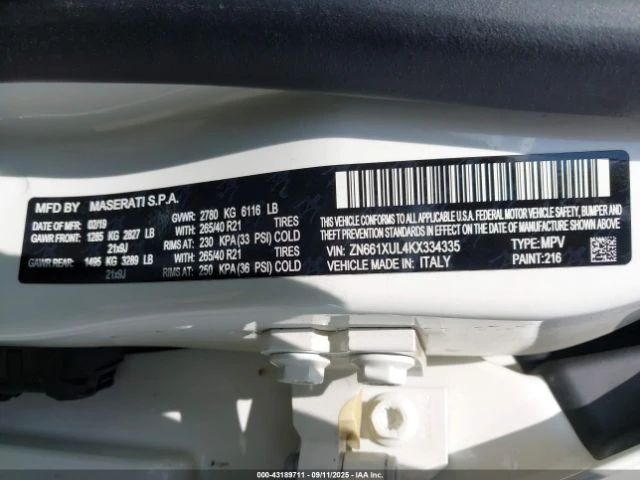 MFD BY MASERATI S.P.A.
DATE OF MFR: 02/19 GVWR: 2780 KG 6116 LB
GAWR FRONT: 1285 KG 2827 LB WITH 265/40 R21 TIRES
21x9J RIMS AT 230 KPA (33 PSI) COLD
GAWR REAR: 1495 KG 3289 LB WITH 265/40 R21 TIRES
21x9J RIMS AT 250 KPA (36 PSI) COLD
THIS VEHICLE CONFORMS TO ALL APPLICABLE U.S.A. FEDERAL MOTOR VEHICLE SAFETY, BUMPER AND
THEFT PREVENTION STANDARDS IN EFFECT ON THE DATE OF MANUFACTURE SHOWN ABOVE
VIN: ZN661XUL4KX334335 TYPE: MPV
VEHICLE MADE IN: ITALY PAINT: 216
000-43189711 - 09/11/2025 - IAA Inc.